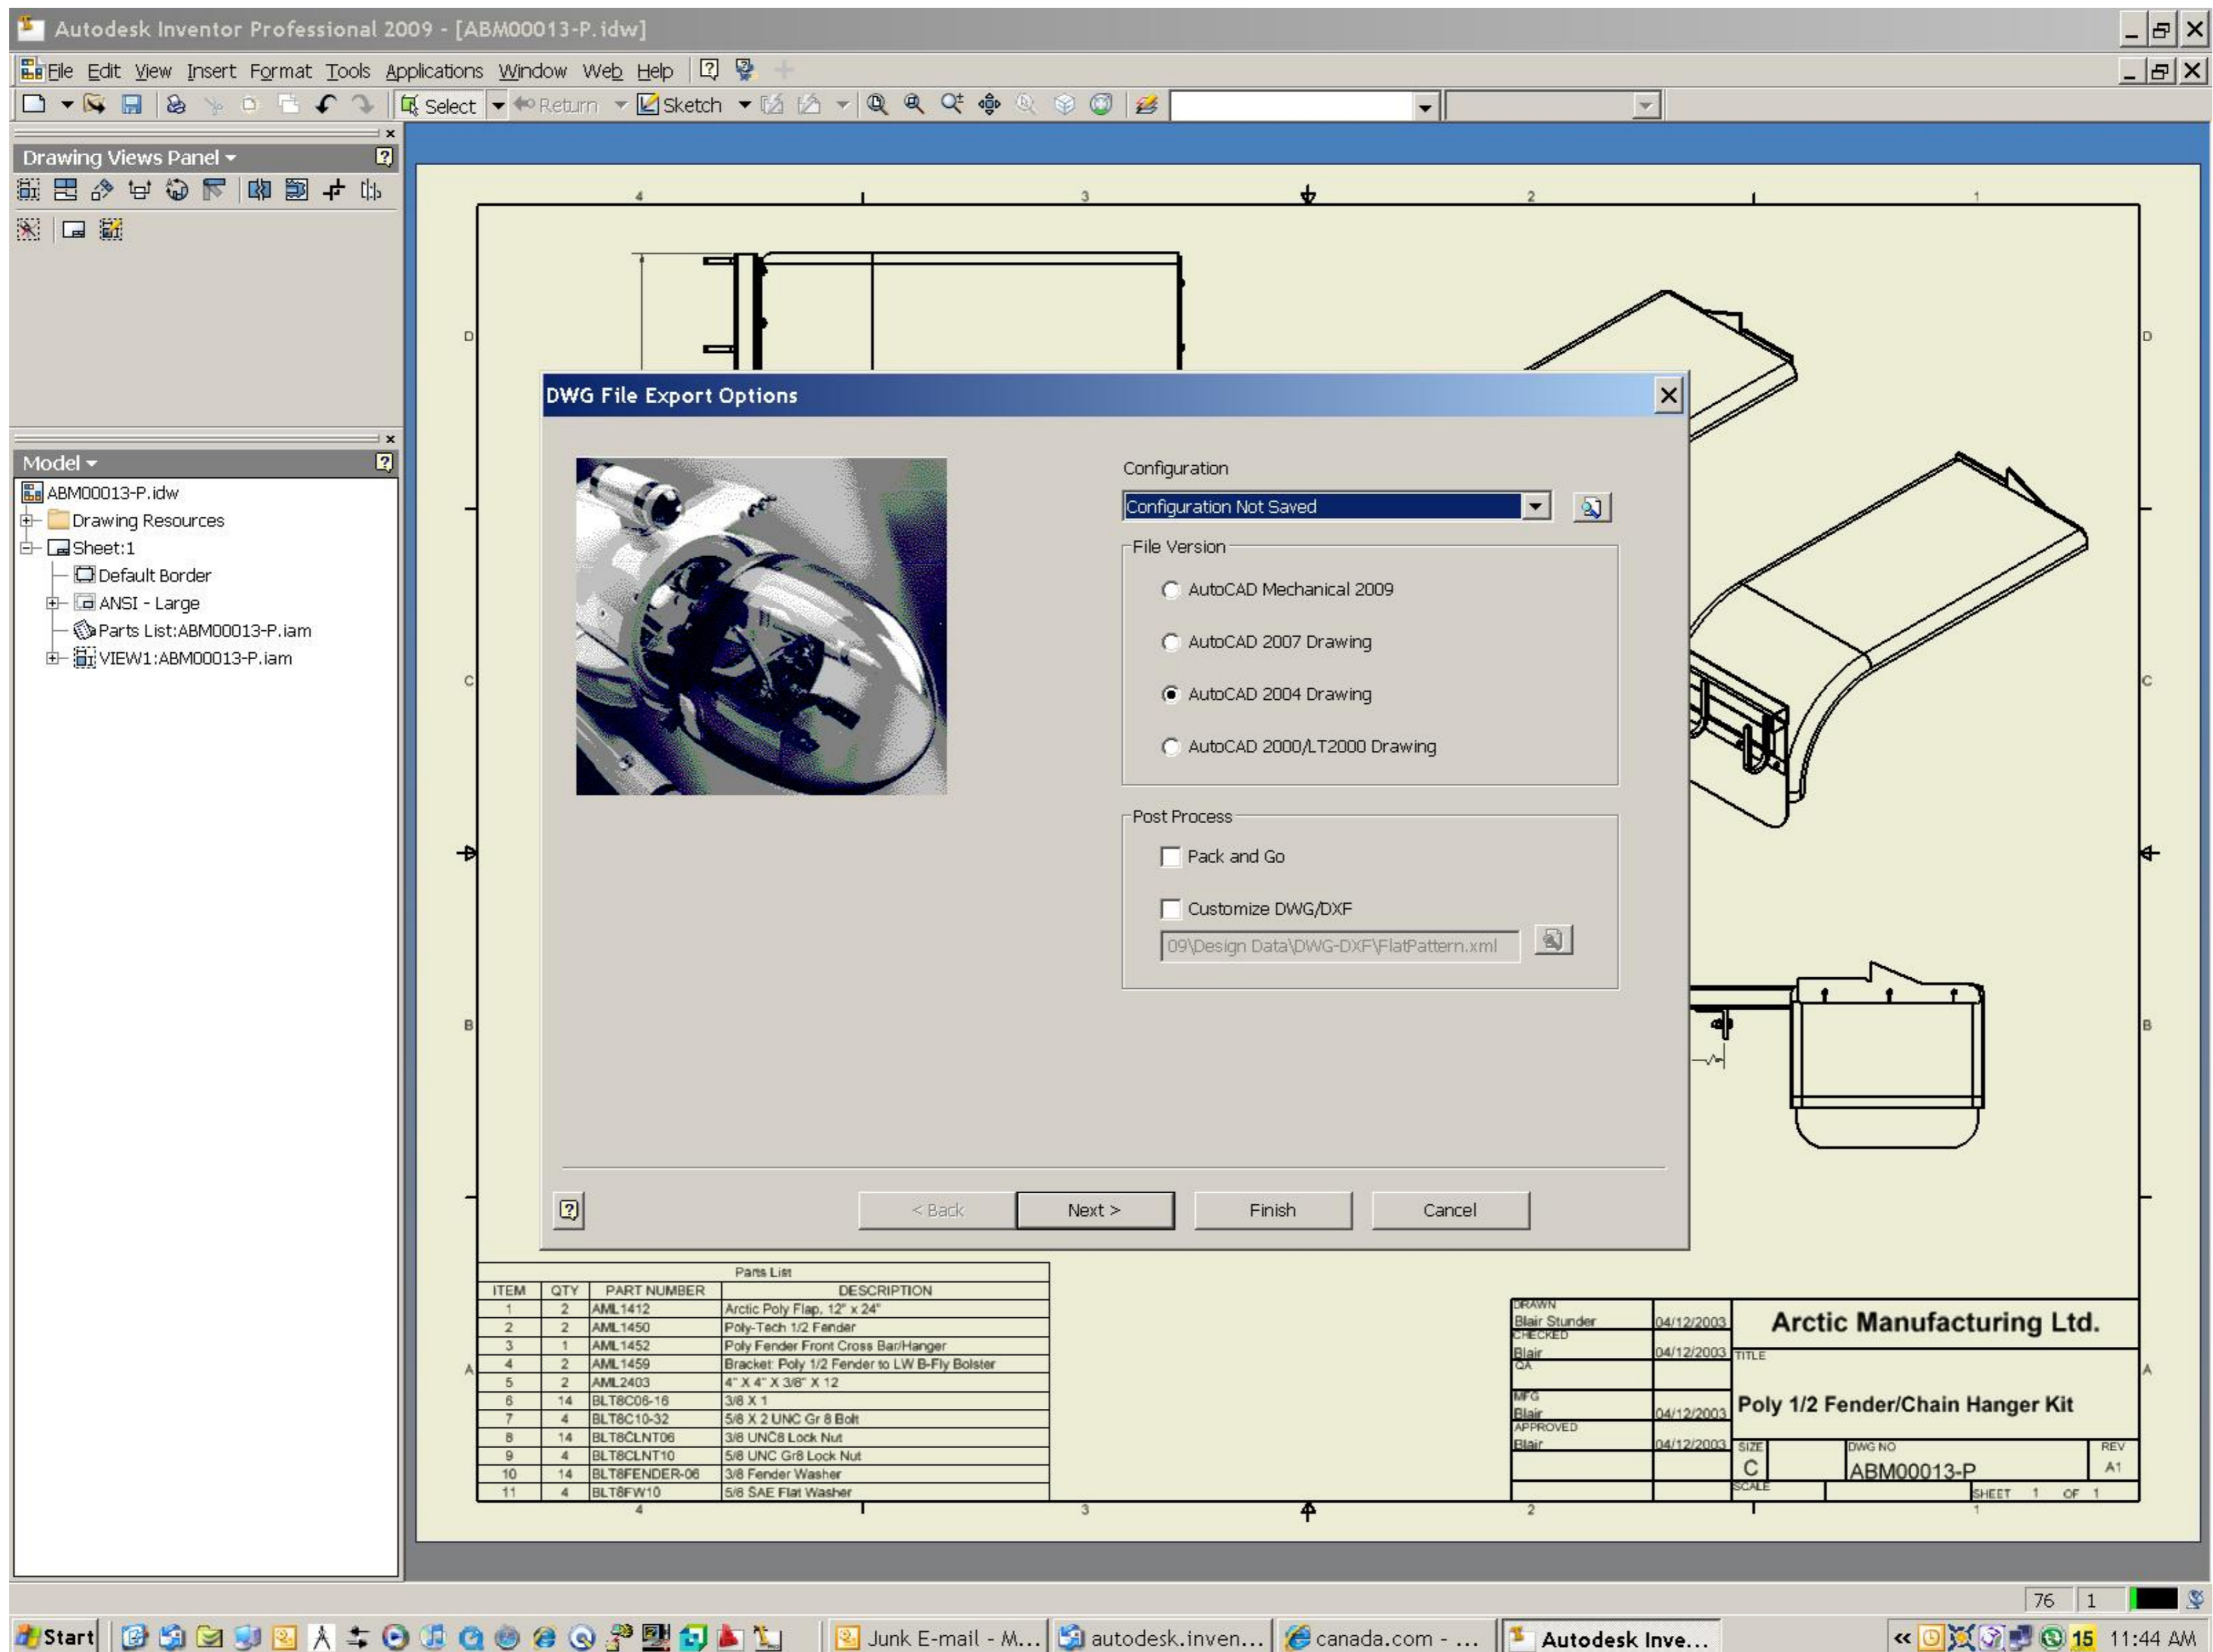 Autodesk Inventor Professional 2009 - [ABM00013-P.idw]
File Edit View Insert Format Tools Applications Window Web Help
Select Return Sketch
Drawing Views Panel
Model
ABM00013-P.idw
Drawing Resources
Sheet:1
Default Border
ANSI - Large
Parts List:ABM00013-P.iam
VIEW1:ABM00013-P.iam
4 3 2 1
D D
C C
B B
A A
DWG File Export Options
Configuration
Configuration Not Saved
File Version
AutoCAD Mechanical 2009
AutoCAD 2007 Drawing
AutoCAD 2004 Drawing
AutoCAD 2000/LT2000 Drawing
Post Process
Pack and Go
Customize DWG/DXF
09\Design Data\DWG-DXF\FlatPattern.xml
< Back Next > Finish Cancel
Parts List
ITEM QTY PART NUMBER DESCRIPTION
1 2 AML1412 Arctic Poly Flap, 12" x 24"
2 2 AML1450 Poly-Tech 1/2 Fender
3 1 AML1452 Poly Fender Front Cross Bar/Hanger
4 2 AML1459 Bracket: Poly 1/2 Fender to LW B-Fly Bolster
5 2 AML2403 4" X 4" X 3/8" X 12
6 14 BLT8C06-16 3/8 X 1
7 4 BLT8C10-32 5/8 X 2 UNC Gr 8 Bolt
8 14 BLT8CLNT06 3/8 UNC8 Lock Nut
9 4 BLT8CLNT10 5/8 UNC Gr8 Lock Nut
10 14 BLT8FENDER-06 3/8 Fender Washer
11 4 BLT8FW10 5/8 SAE Flat Washer
DRAWN
Blair Stunder 04/12/2003
CHECKED
Blair 04/12/2003
QA
MFG
Blair 04/12/2003
APPROVED
Blair 04/12/2003
Arctic Manufacturing Ltd.
TITLE
Poly 1/2 Fender/Chain Hanger Kit
SIZE DWG NO REV
C ABM00013-P A1
SCALE SHEET 1 OF 1
4 3 2 1
76 1
Start Junk E-mail - M... autodesk.inven... canada.com - ... Autodesk Inve... « 15 11:44 AM